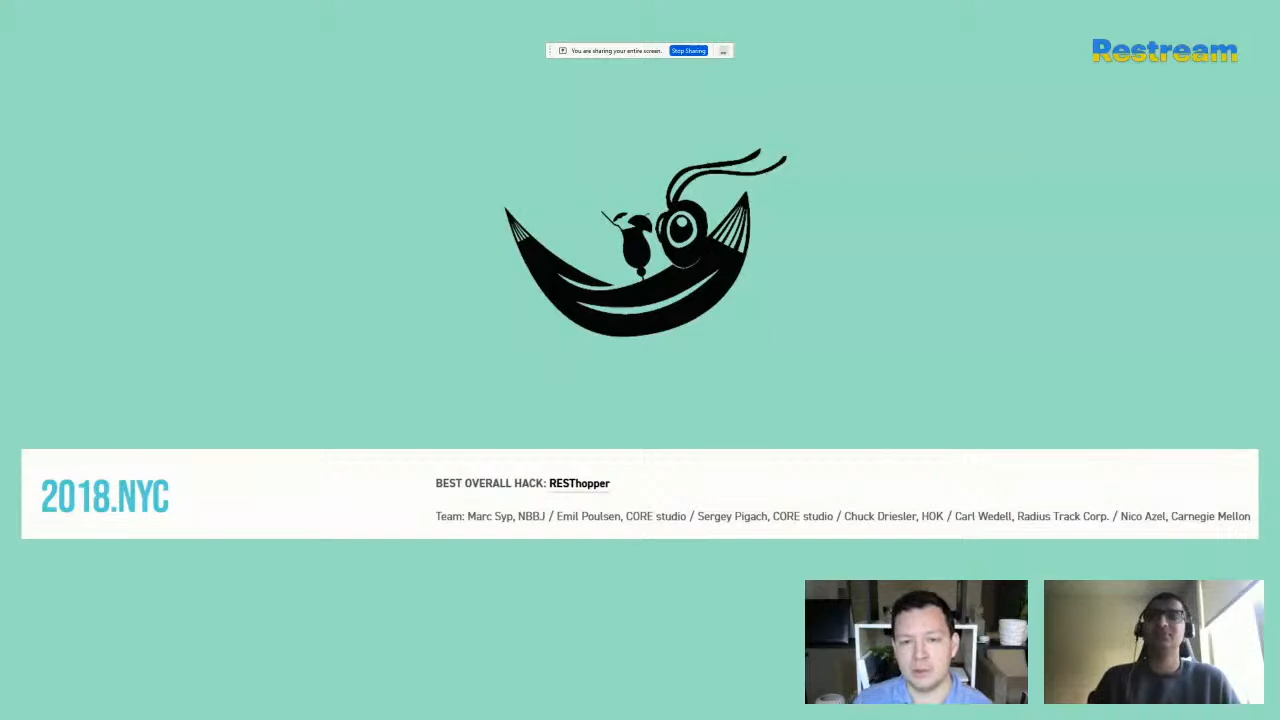 You are sharing your entire screen. Stop Sharing
Restream
2018.NYC
BEST OVERALL HACK: RESThopper
Team: Marc Syp, NBBJ / Emil Poulsen, CORE studio / Sergey Pigach, CORE studio / Chuck Driesler, HOK / Carl Wedell, Radius Track Corp. / Nico Azel, Carnegie Mellon